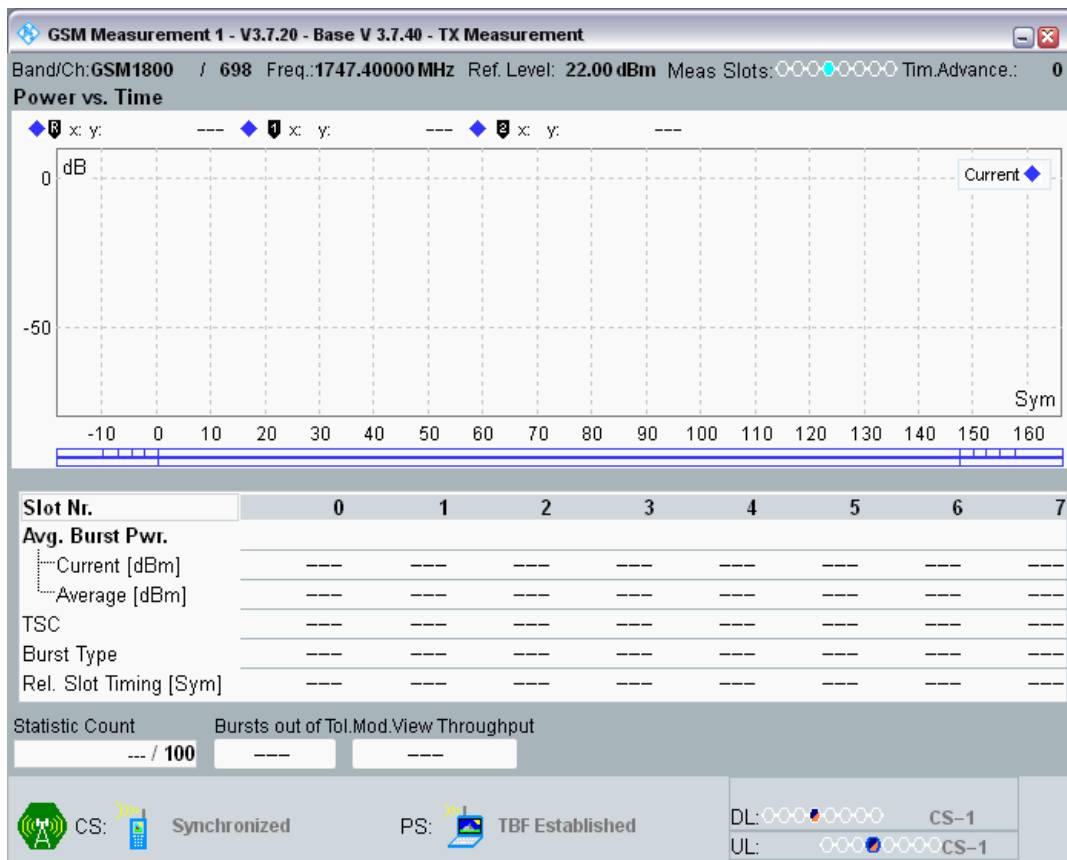 GSM Measurement 1 - V3.7.20 - Base V 3.7.40 - TX Measurement
Band/Ch:GSM1800 / 698 Freq.:1747.40000 MHz Ref. Level: 22.00 dBm Meas Slots: Tim.Advance.: 0
Power vs. Time
R x: y: --- 1 x: y: --- 2 x: y: ---
dB
0
Current
-50
Sym
-10 0 10 20 30 40 50 60 70 80 90 100 110 120 130 140 150 160
Slot Nr. 0 1 2 3 4 5 6 7
Avg. Burst Pwr.
Current [dBm] --- --- --- --- --- --- --- ---
Average [dBm] --- --- --- --- --- --- --- ---
TSC --- --- --- --- --- --- --- ---
Burst Type --- --- --- --- --- --- --- ---
Rel. Slot Timing [Sym] --- --- --- --- --- --- --- ---
Statistic Count Bursts out of Tol. Mod.View Throughput
--- / 100 --- ---
CS: Synchronized PS: TBF Established DL: CS-1
UL: CS-1